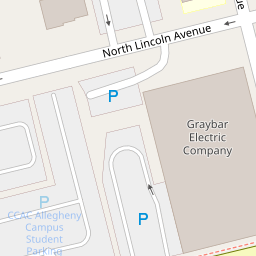 North Lincoln Avenue
P
Graybar
Electric
Company
P
CCAC Allegheny
Campus
Student
Parking
P